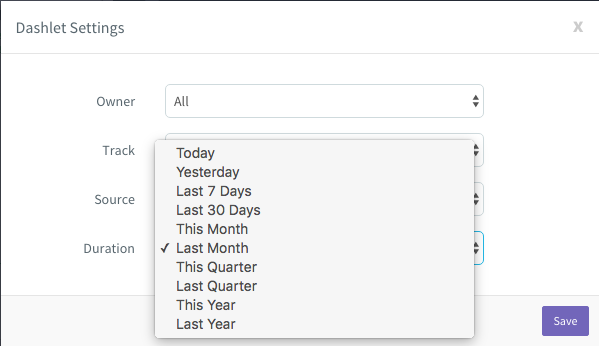 Dashlet Settings
X
Owner
All
Track
Source
Duration
Today
Yesterday
Last 7 Days
Last 30 Days
This Month
✓ Last Month
This Quarter
Last Quarter
This Year
Last Year
Save